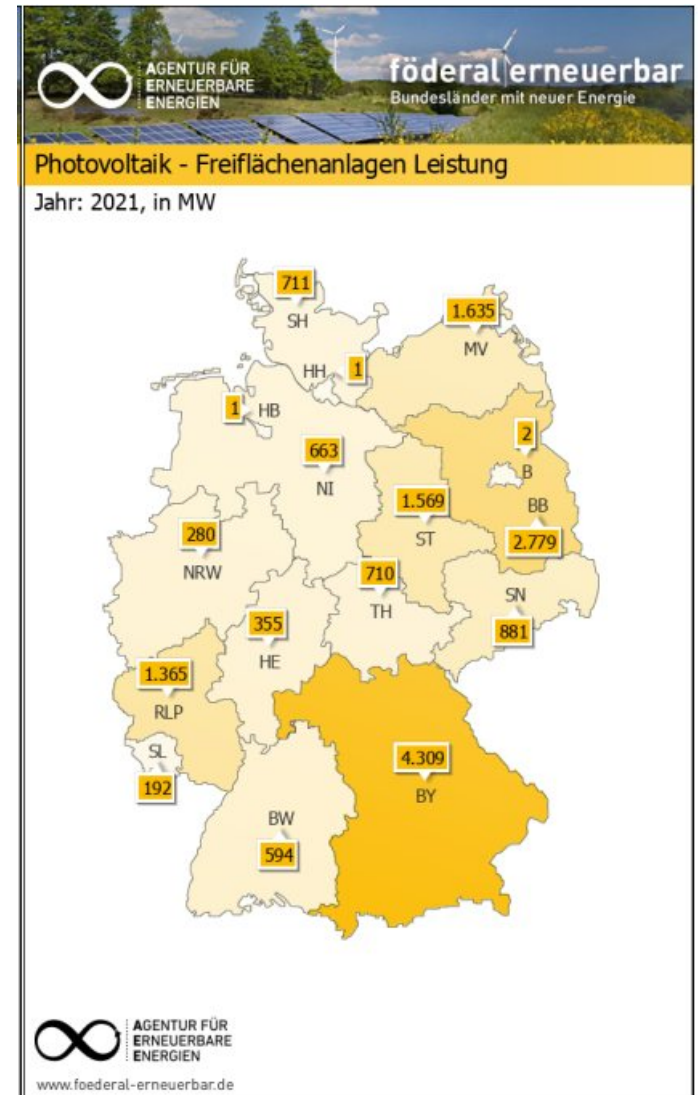 AGENTUR FÜR
ERNEUERBARE
ENERGIEN
föderal erneuerbar
Bundesländer mit neuer Energie
Photovoltaik - Freiflächenanlagen Leistung
Jahr: 2021, in MW
711
SH
1.635
MV
HH
1
1
HB
2
B
663
NI
1.569
ST
BB
2.779
280
NRW
710
TH
SN
881
355
HE
1.365
RLP
SL
192
4.309
BY
BW
594
AGENTUR FÜR
ERNEUERBARE
ENERGIEN
www.foederal-erneuerbar.de